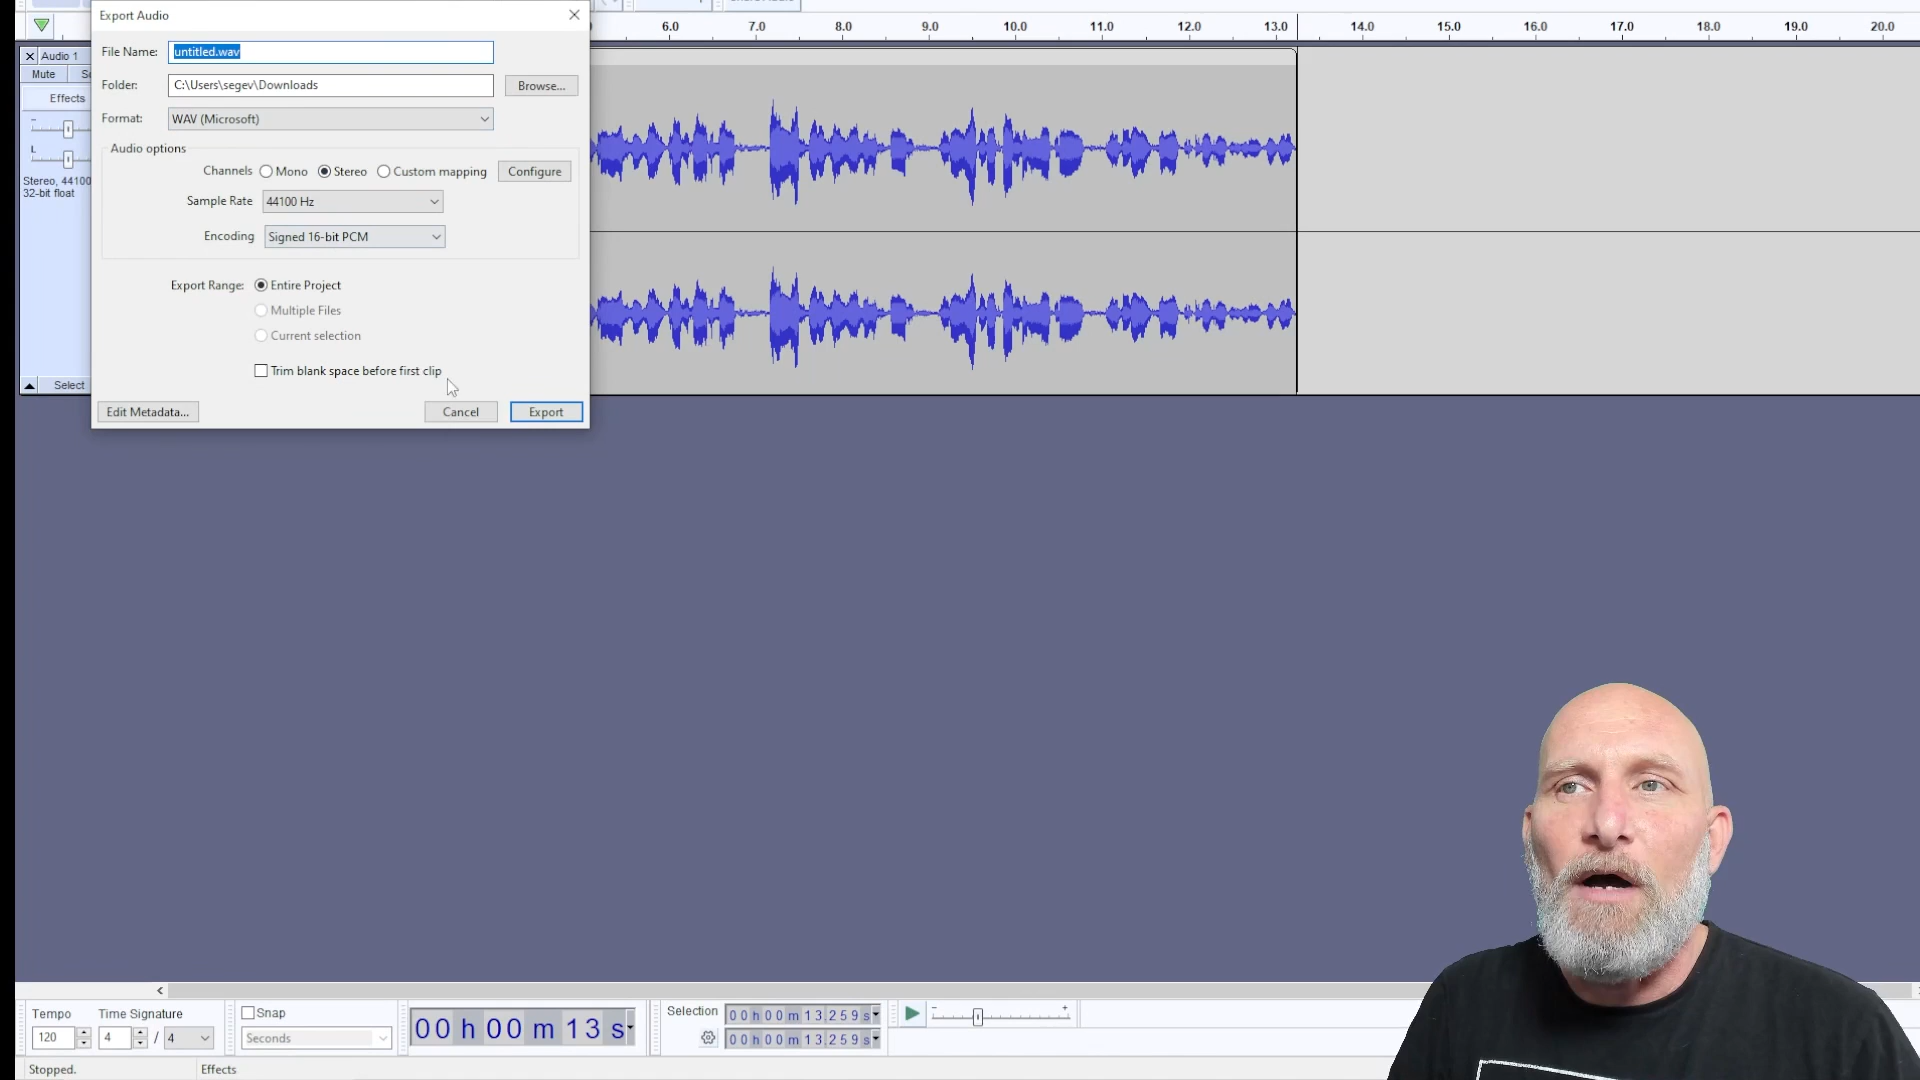 Export Audio
File Name: untitled.wav
Folder: C:\Users\segev\Downloads Browse...
Format: WAV (Microsoft)
Audio options
Channels Mono Stereo Custom mapping Configure
Sample Rate 44100 Hz
Encoding Signed 16-bit PCM
Export Range: Entire Project
Multiple Files
Current selection
Trim blank space before first clip
Edit Metadata... Cancel Export
6.0 7.0 8.0 9.0 10.0 11.0 12.0 13.0 14.0 15.0 16.0 17.0 18.0 19.0 20.0
Audio 1
Mute
Effects
L
Stereo, 44100
32-bit float
Select
Tempo Time Signature Snap Selection
120 4 / 4 Seconds
00 h 00 m 13 s
00 h 00 m 13.259 s
00 h 00 m 13.259 s
Stopped. Effects